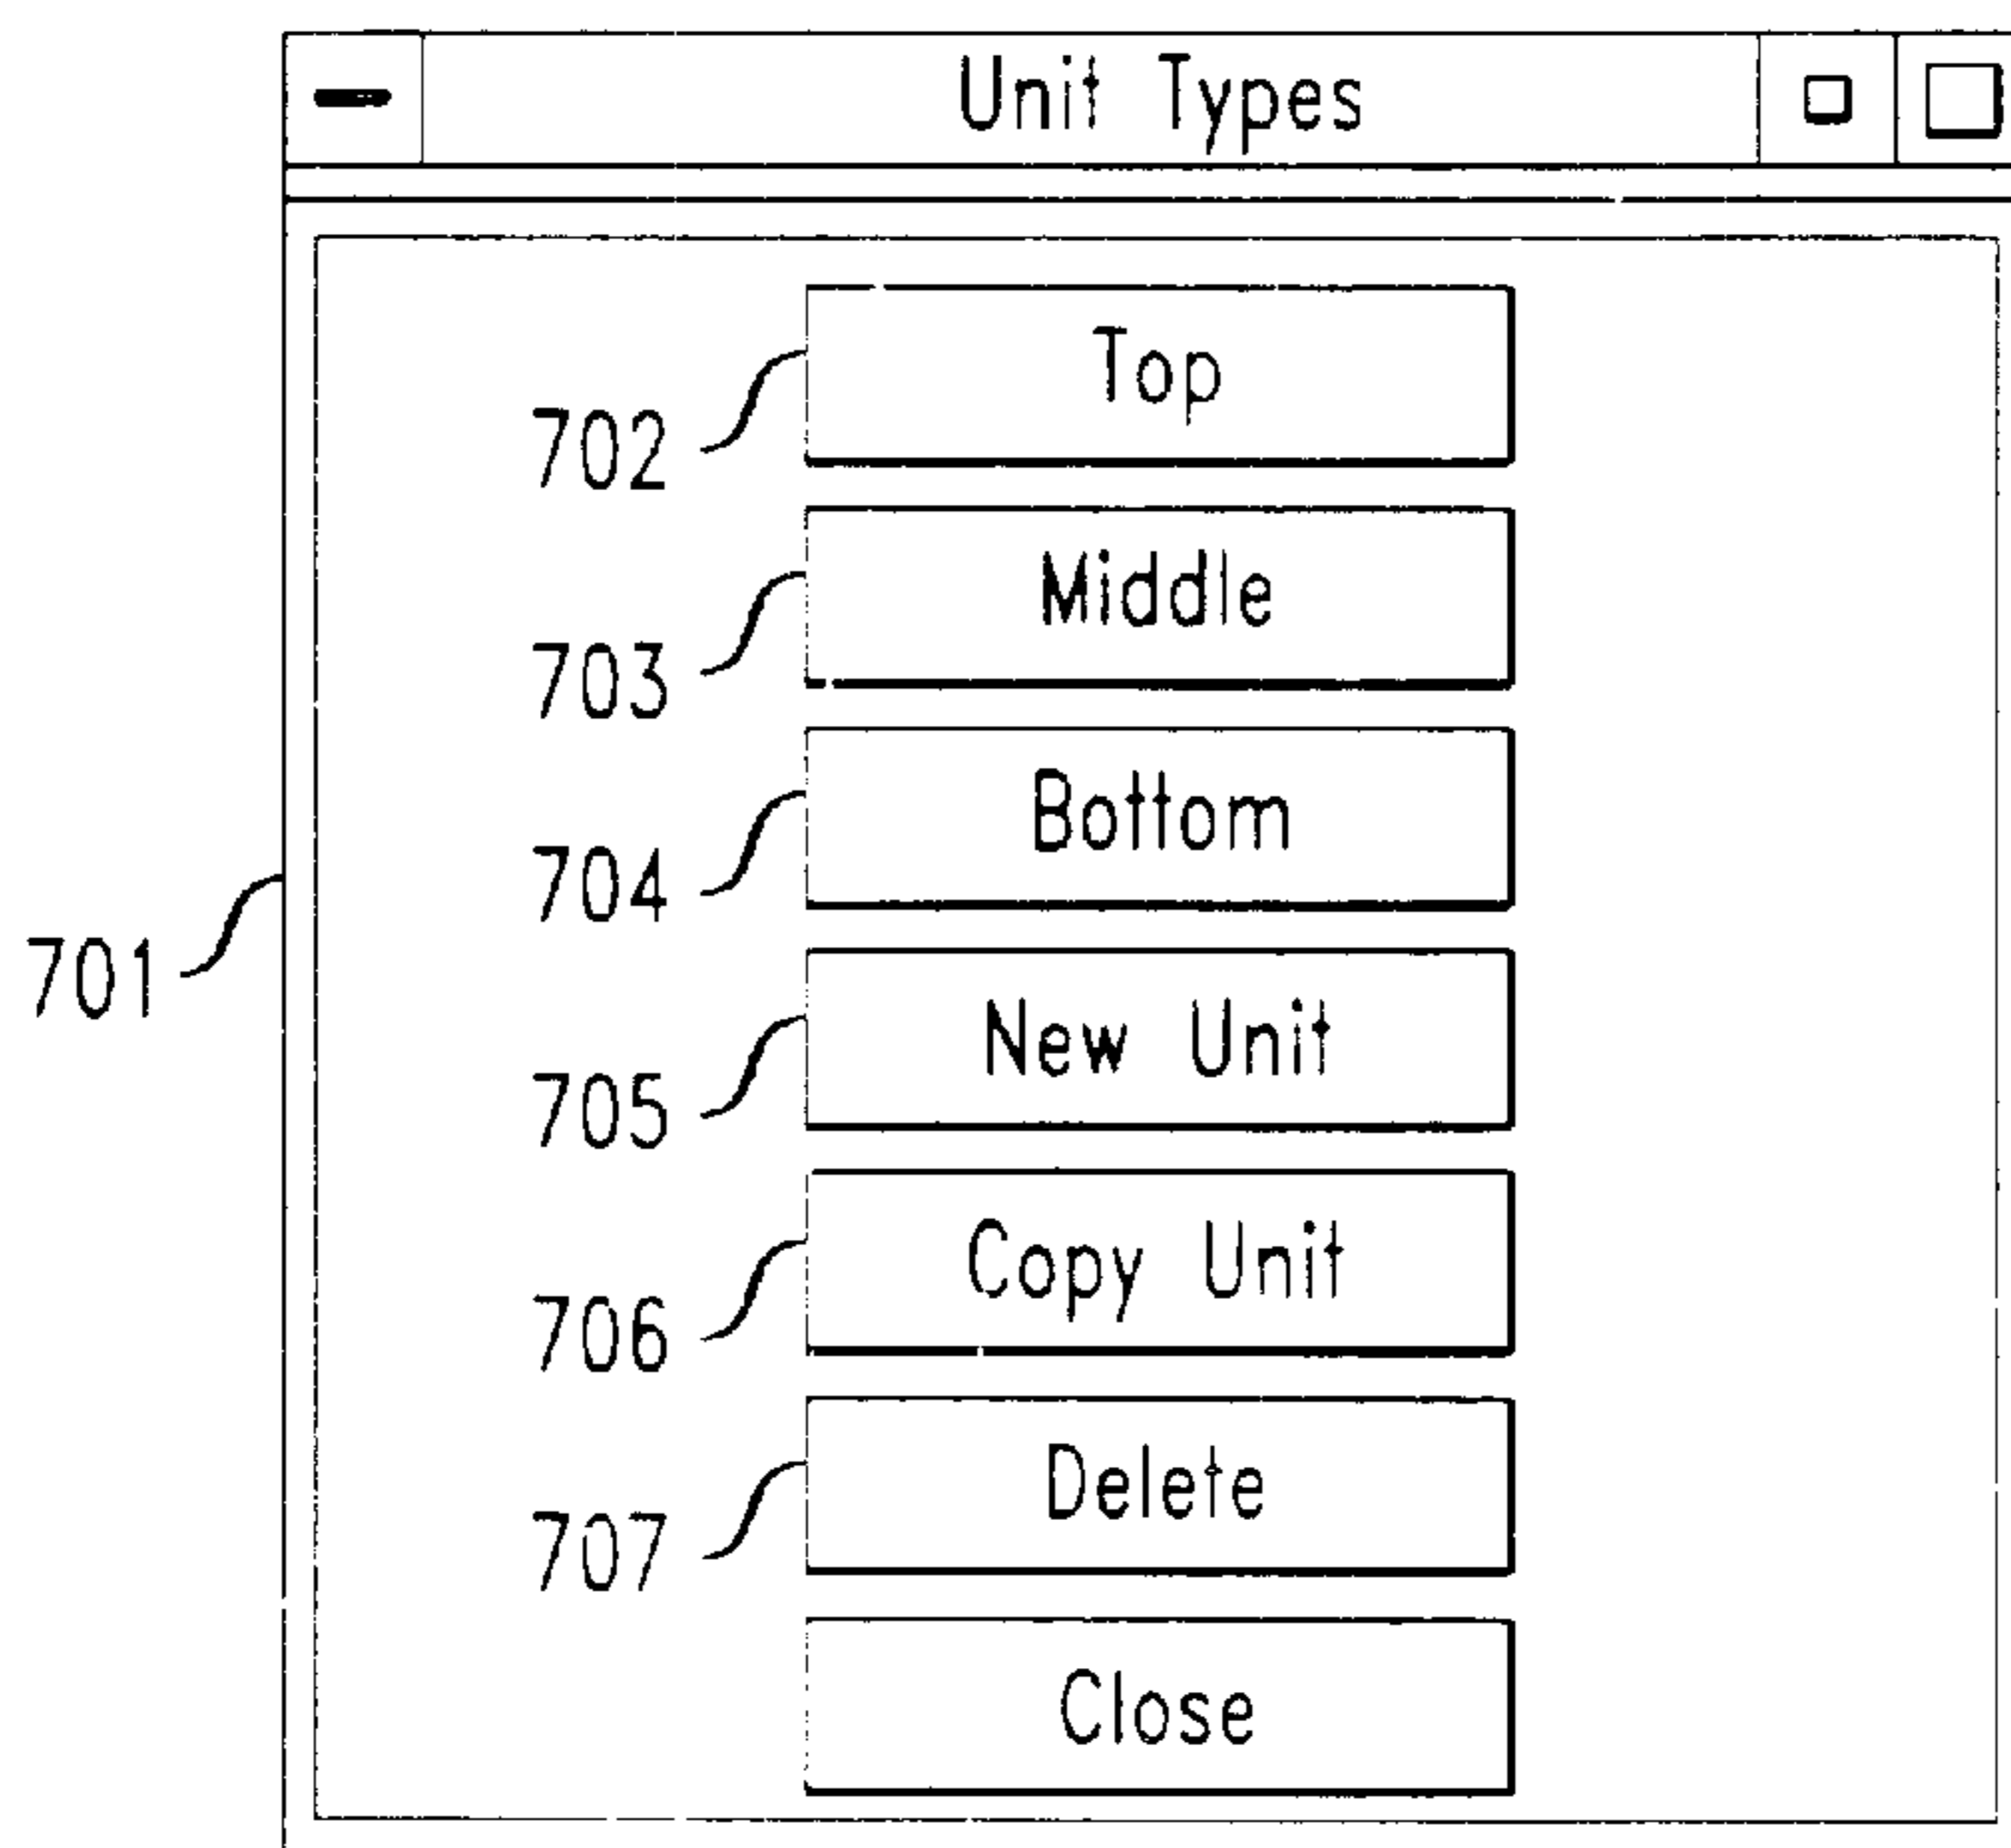 Unit Types
Top
702
Middle
703
Bottom
704
701
New Unit
705
Copy Unit
706
Delete
707
Close